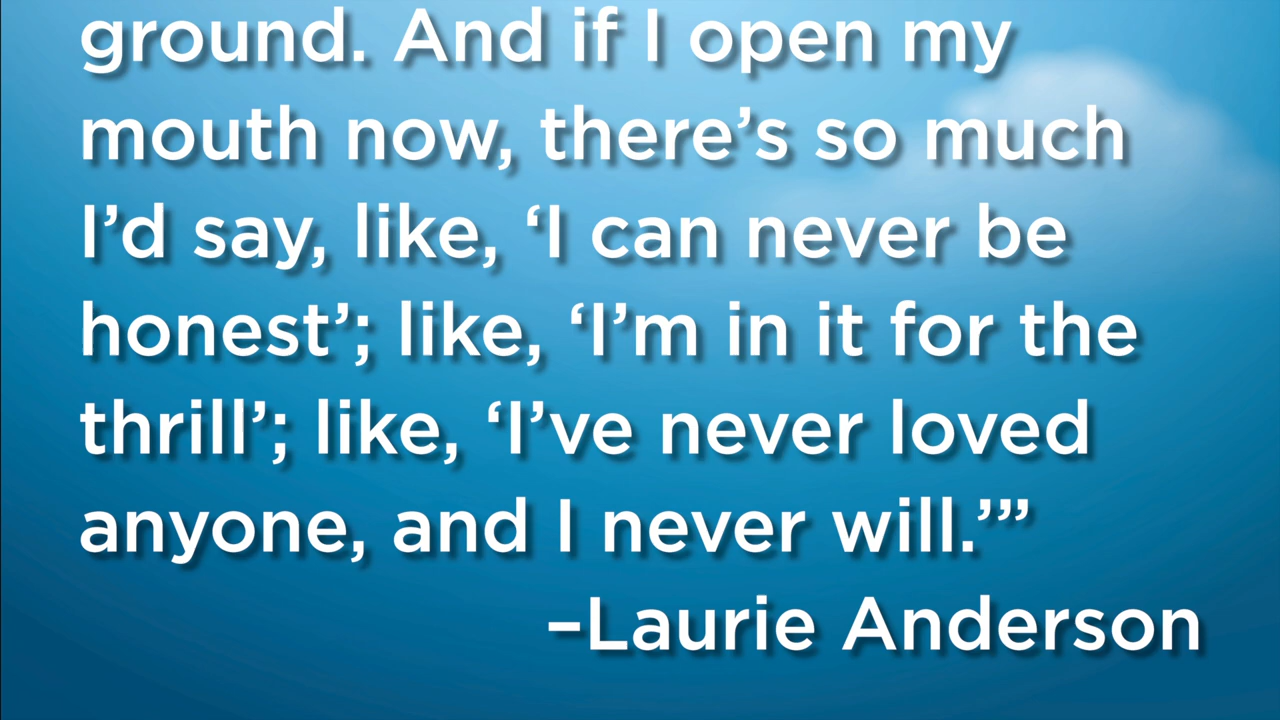 ground. And if I open my
mouth now, there’s so much
I’d say, like, ‘I can never be
honest’; like, ‘I’m in it for the
thrill’; like, ‘I’ve never loved
anyone, and I never will.’”
–Laurie Anderson